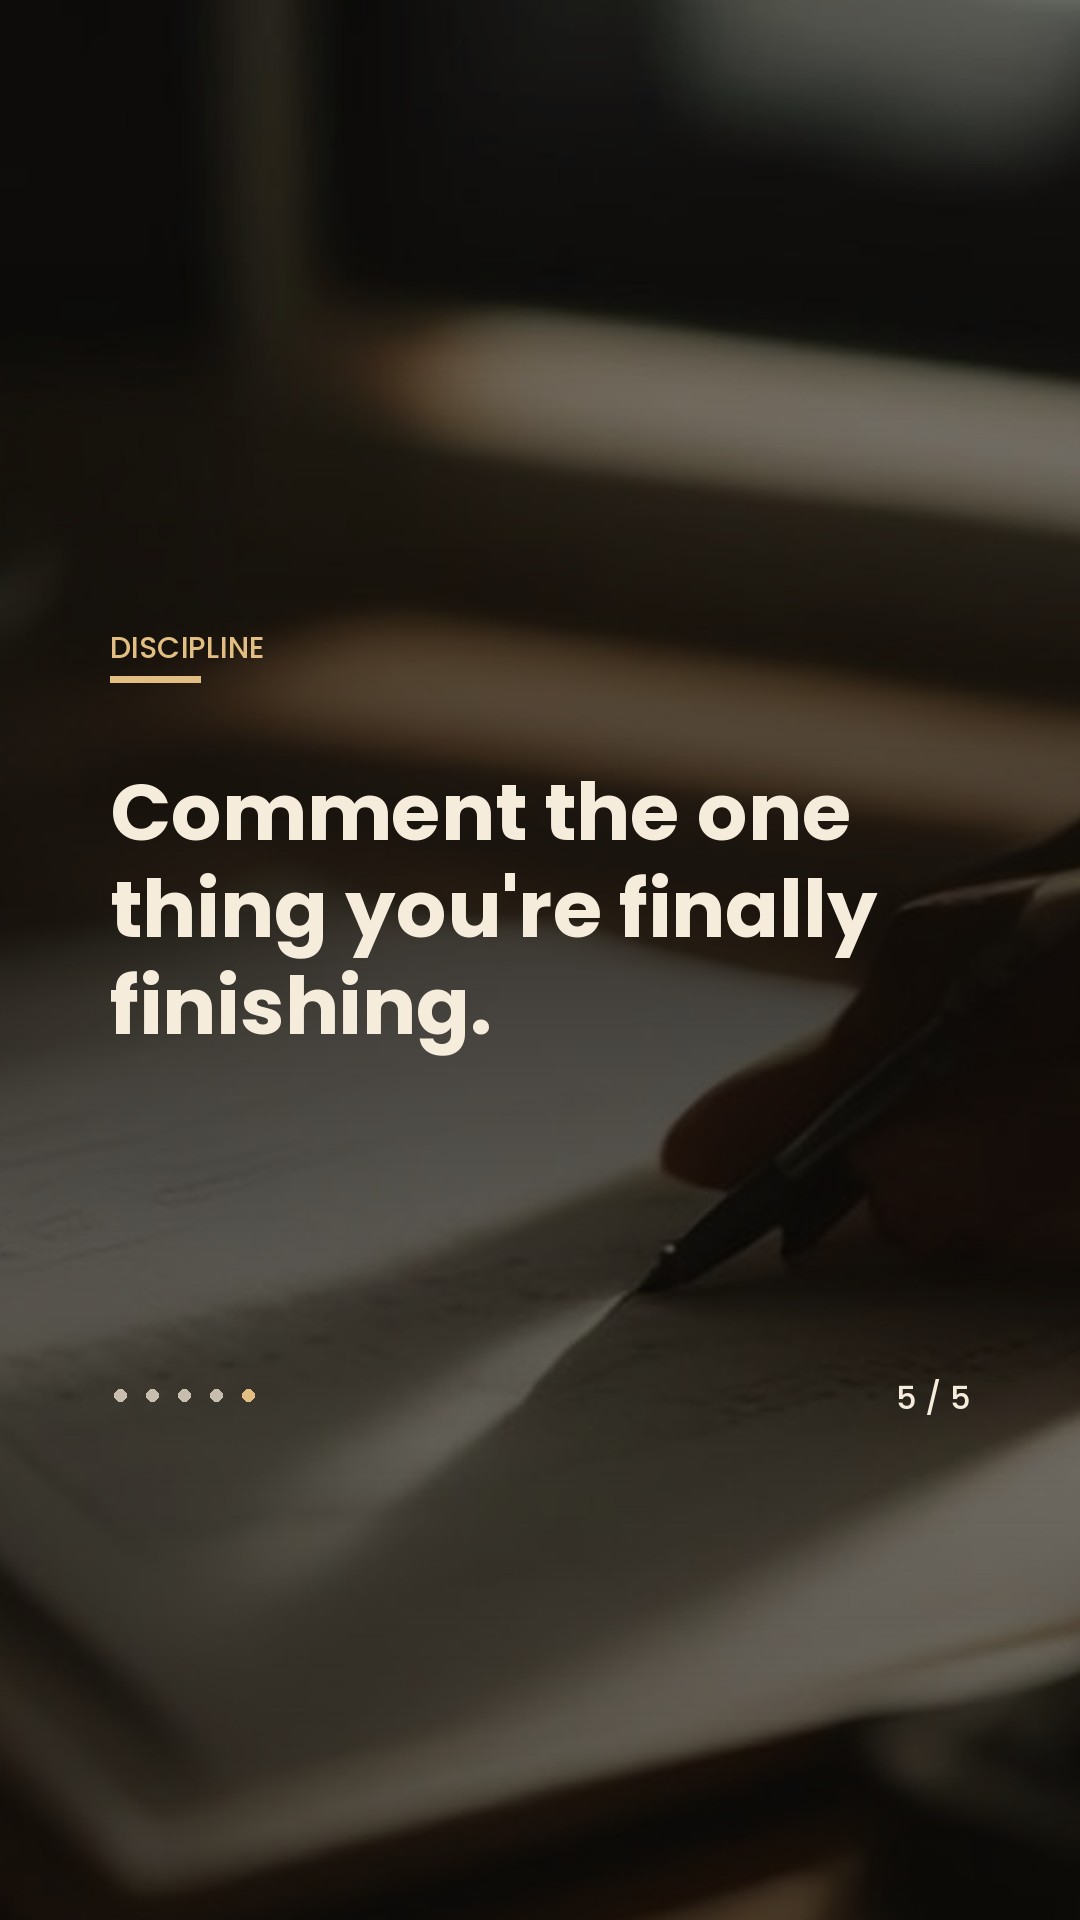 DISCIPLINE
Comment the one
thing you're finally
finishing.
5 / 5